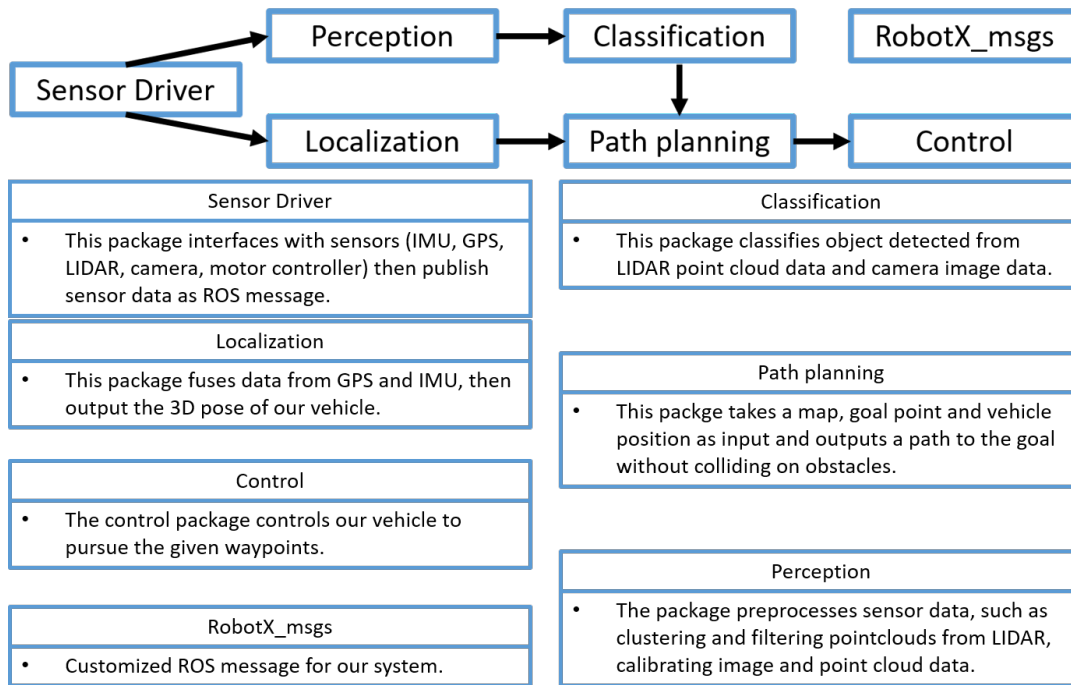 Perception
Classification
RobotX_msgs
Sensor Driver
Localization
Path planning
Control
Sensor Driver
• This package interfaces with sensors (IMU, GPS,
LIDAR, camera, motor controller) then publish
sensor data as ROS message.
Localization
• This package fuses data from GPS and IMU, then
output the 3D pose of our vehicle.
Control
• The control package controls our vehicle to
pursue the given waypoints.
RobotX_msgs
• Customized ROS message for our system.
Classification
• This package classifies object detected from
LIDAR point cloud data and camera image data.
Path planning
• This packge takes a map, goal point and vehicle
position as input and outputs a path to the goal
without colliding on obstacles.
Perception
• The package preprocesses sensor data, such as
clustering and filtering pointclouds from LIDAR,
calibrating image and point cloud data.